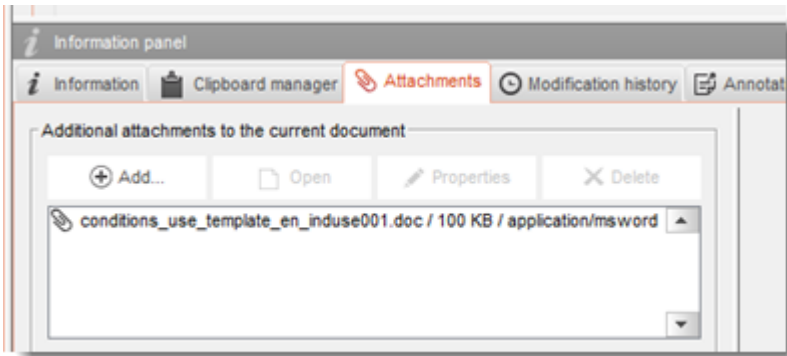 Information panel
Information Clipboard manager Attachments Modification history Annotat
Additional attachments to the current document
Add... Open Properties Delete
conditions_use_template_en_induse001.doc / 100 KB / application/msword